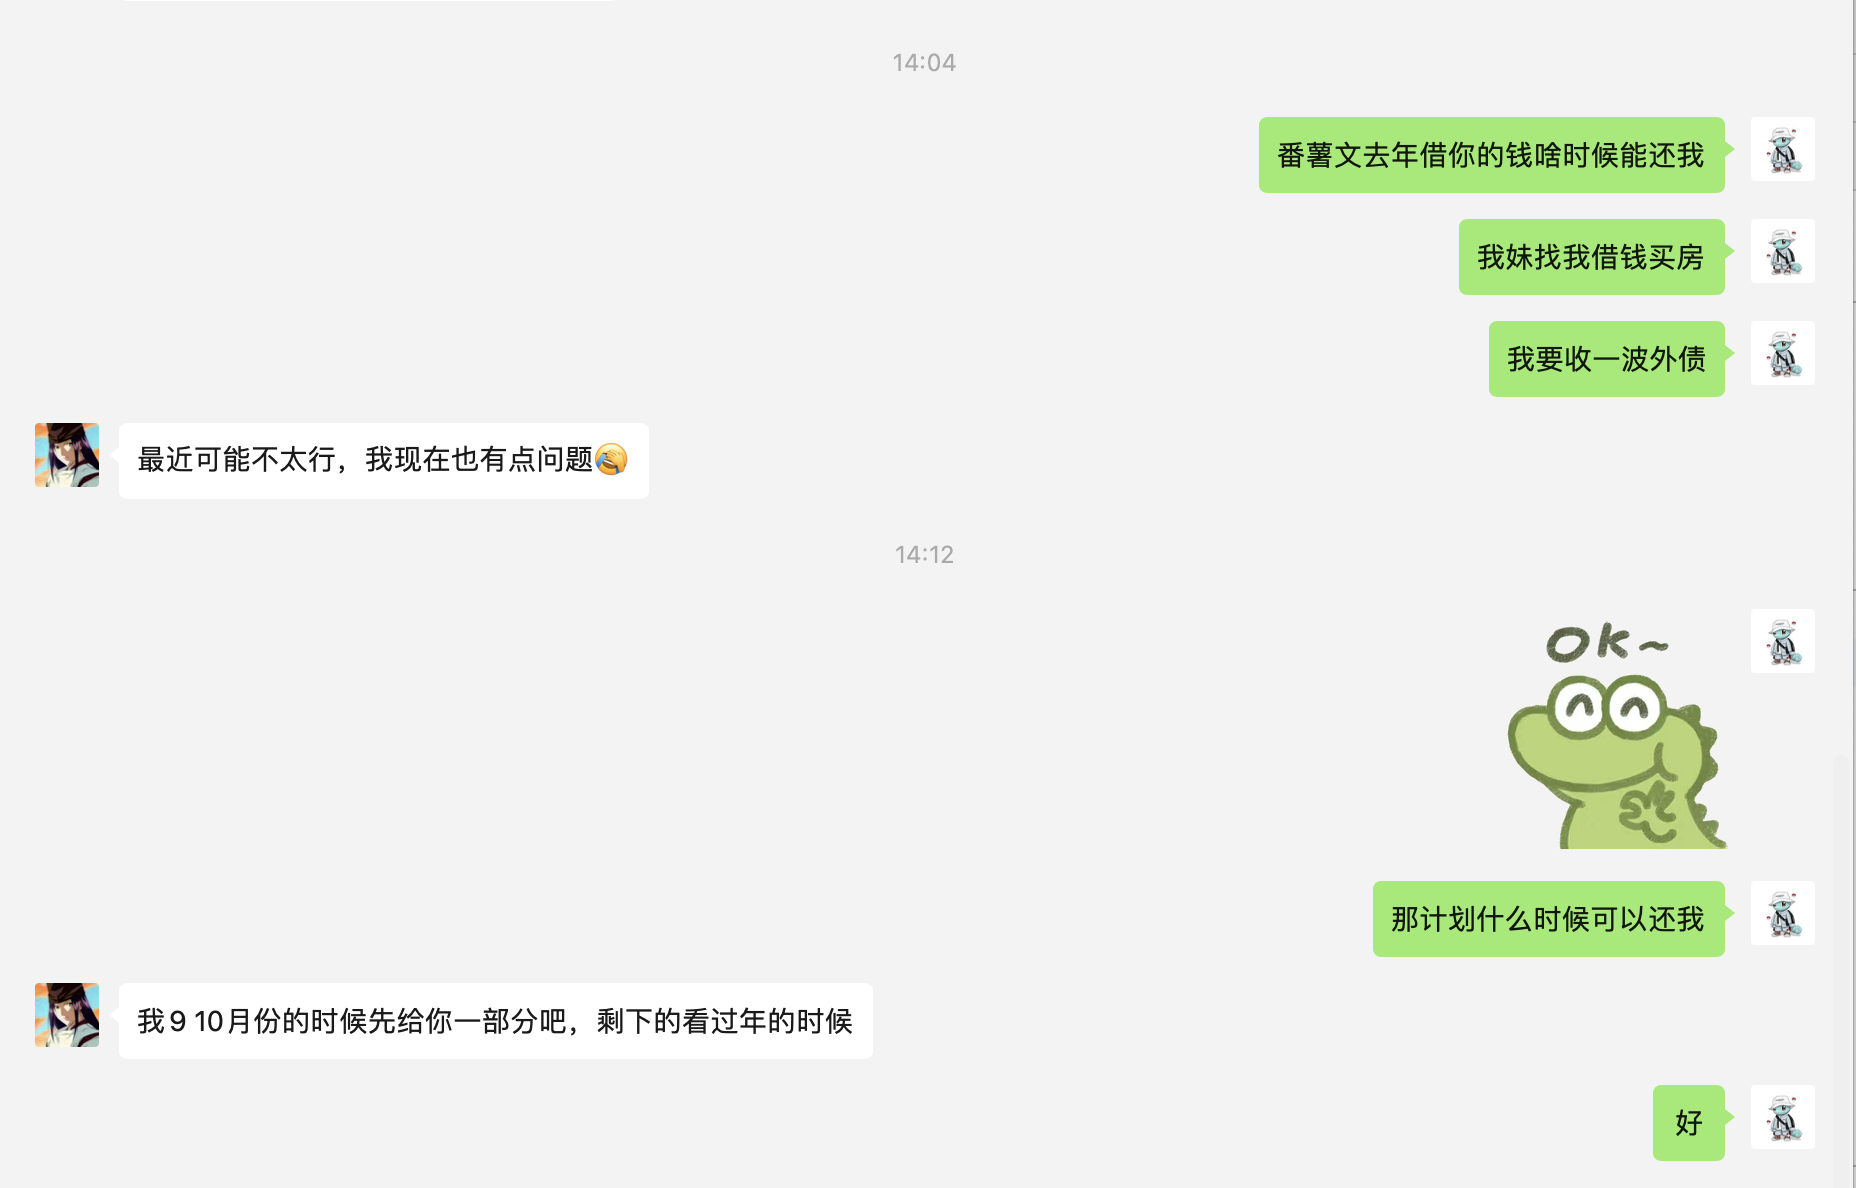 14:04
番薯文去年借你的钱啥时候能还我
我妹找我借钱买房
我要收一波外债
最近可能不太行，我现在也有点问题🤦
14:12
OK~
那计划什么时候可以还我
我9 10月份的时候先给你一部分吧，剩下的看过年的时候
好